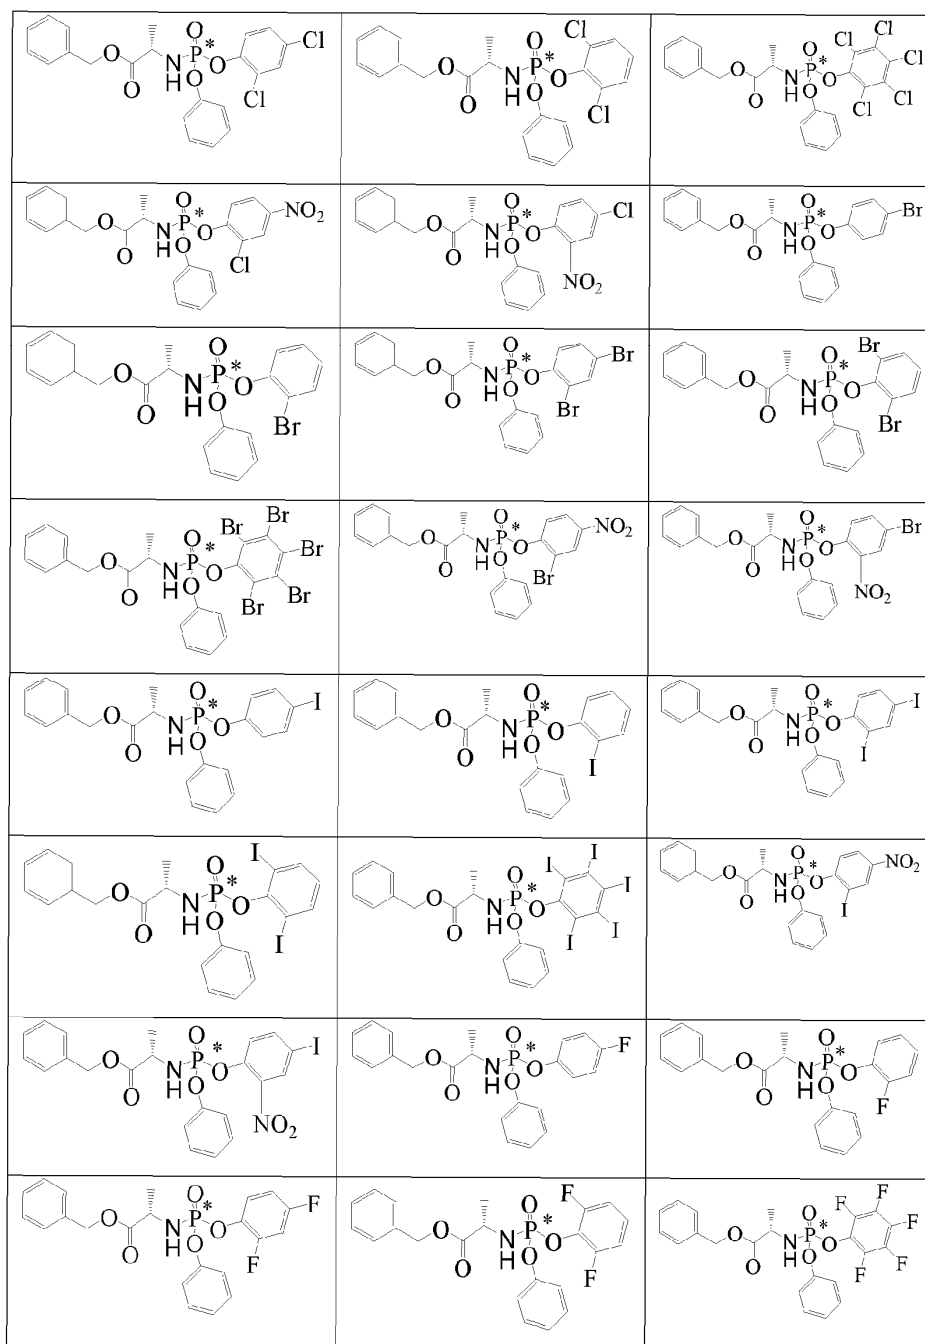 O
Cl
O N P * O
O H O Cl
O
Cl
O N P * O
O H O Cl
O
Cl Cl
O N P * O Cl
O H O Cl Cl
O
NO2
O N P * O
O H O Cl
O
Cl
O N P * O
O H O NO2
O
Br
O N P * O
O H O
O
O N P * O
O H O Br
O
Br
O N P * O
O H O Br
O
Br
O N P * O
O H O Br
O
Br Br
O N P * O Br
O H O Br Br
O
NO2
O N P * O
O H O Br
O
Br
O N P * O
O H O NO2
O
I
O N P * O
O H O
O
O N P * O
O H O I
O
I
O N P * O
O H O I
O
I
O N P * O
O H O I
O
I I
O N P * O I
O H O I I
O
NO2
O N P * O
O H O I
O
I
O N P * O
O H O NO2
O
F
O N P * O
O H O
O
O N P * O
O H O F
O
F
O N P * O
O H O F
O
F
O N P * O
O H O F
O
F F
O N P * O F
O H O F F